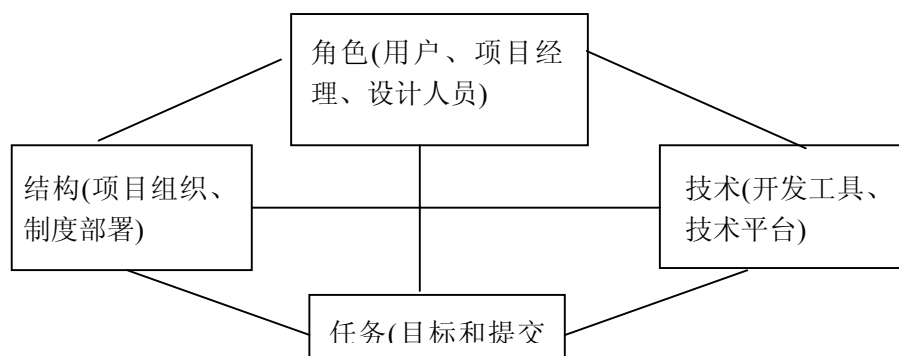 角色(用户、项目经
理、设计人员)
结构(项目组织、
制度部署)
技术(开发工具、
技术平台)
任务(目标和提交